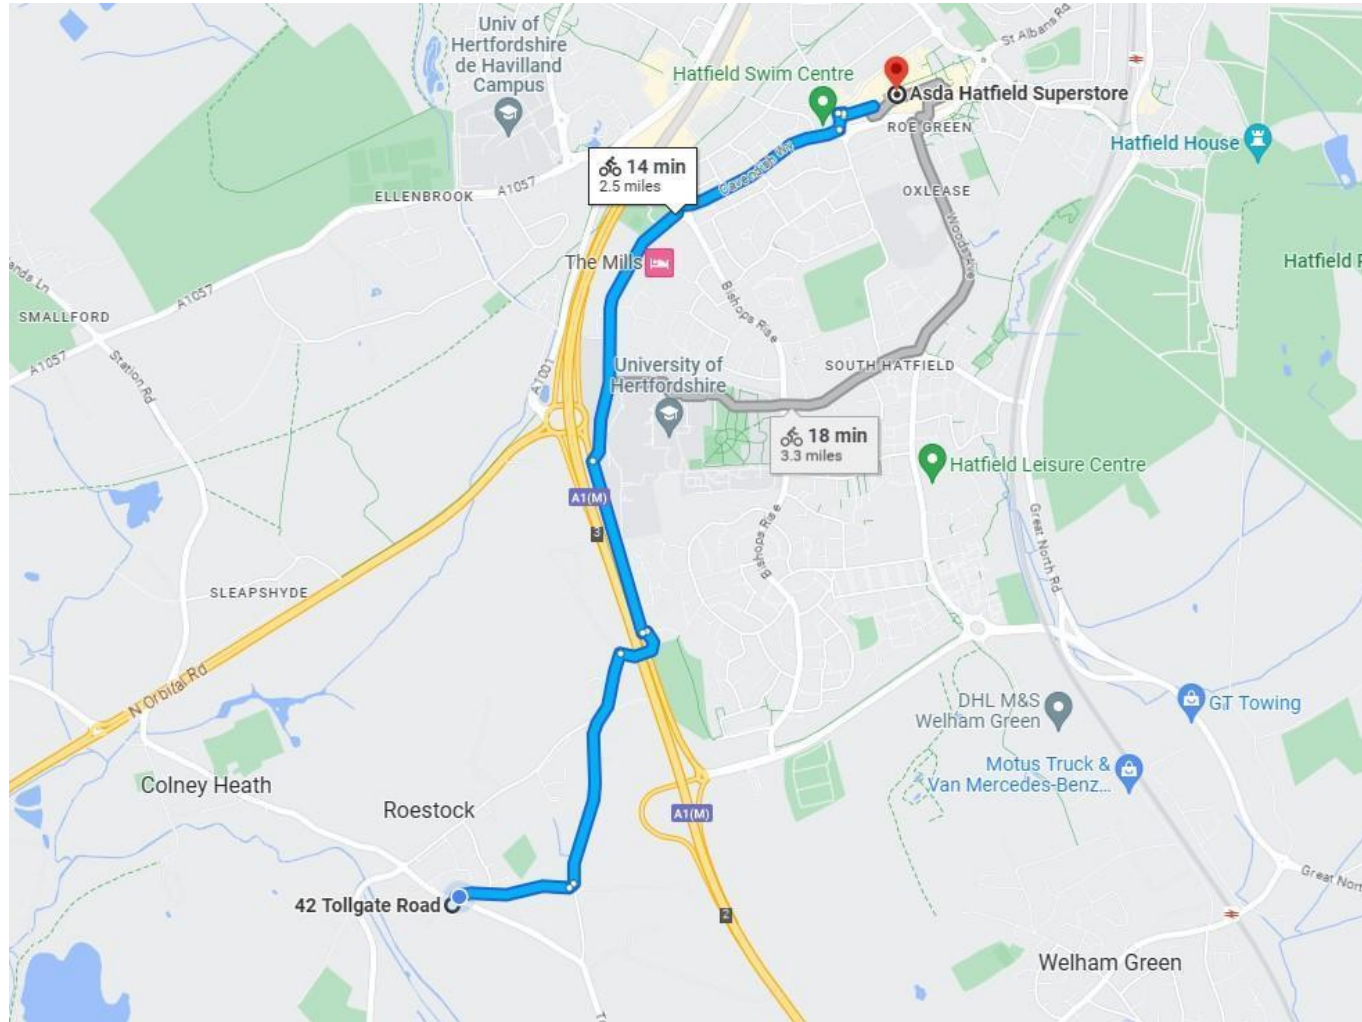 Univ of
Hertfordshire
de Havilland
Campus
St Albans Rd
Hatfield Swim Centre
Asda Hatfield Superstore
ROE GREEN
Hatfield House
14 min
2.5 miles
Cavendish Wy
A1057
ELLENBROOK
OXLEASE
Woods Ave
The Mills
Hatfield P
ands Ln
A1057
SMALLFORD
A1057
Station Rd
A1001
Bishops Rise
University of
Hertfordshire
SOUTH HATFIELD
18 min
3.3 miles
Hatfield Leisure Centre
A1(M)
3
Bishops Rise
Great North Rd
SLEAPSHYDE
N Orbital Rd
DHL M&S
Welham Green
GT Towing
Motus Truck &
Van Mercedes-Benz...
Colney Heath
Roestock
A1(M)
Great Nort
42 Tollgate Road
2
Welham Green